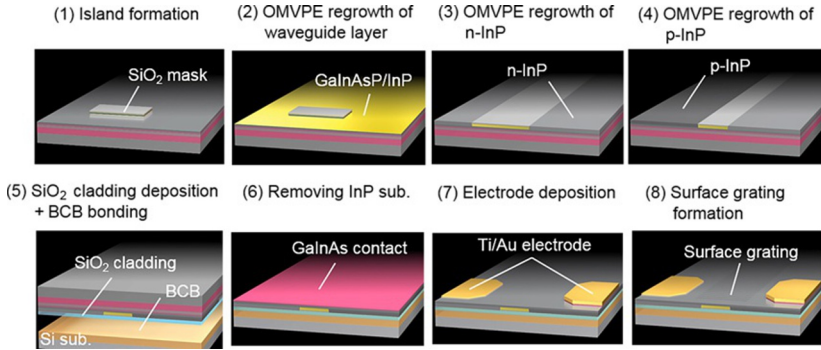 (1) Island formation
SiO₂ mask
(2) OMVPE regrowth of
waveguide layer
GaInAsP/InP
(3) OMVPE regrowth of
n-InP
n-InP
(4) OMVPE regrowth of
p-InP
p-InP
(5) SiO₂ cladding deposition
+ BCB bonding
SiO₂ cladding
BCB
Si sub.
(6) Removing InP sub.
GaInAs contact
(7) Electrode deposition
Ti/Au electrode
(8) Surface grating
formation
Surface grating